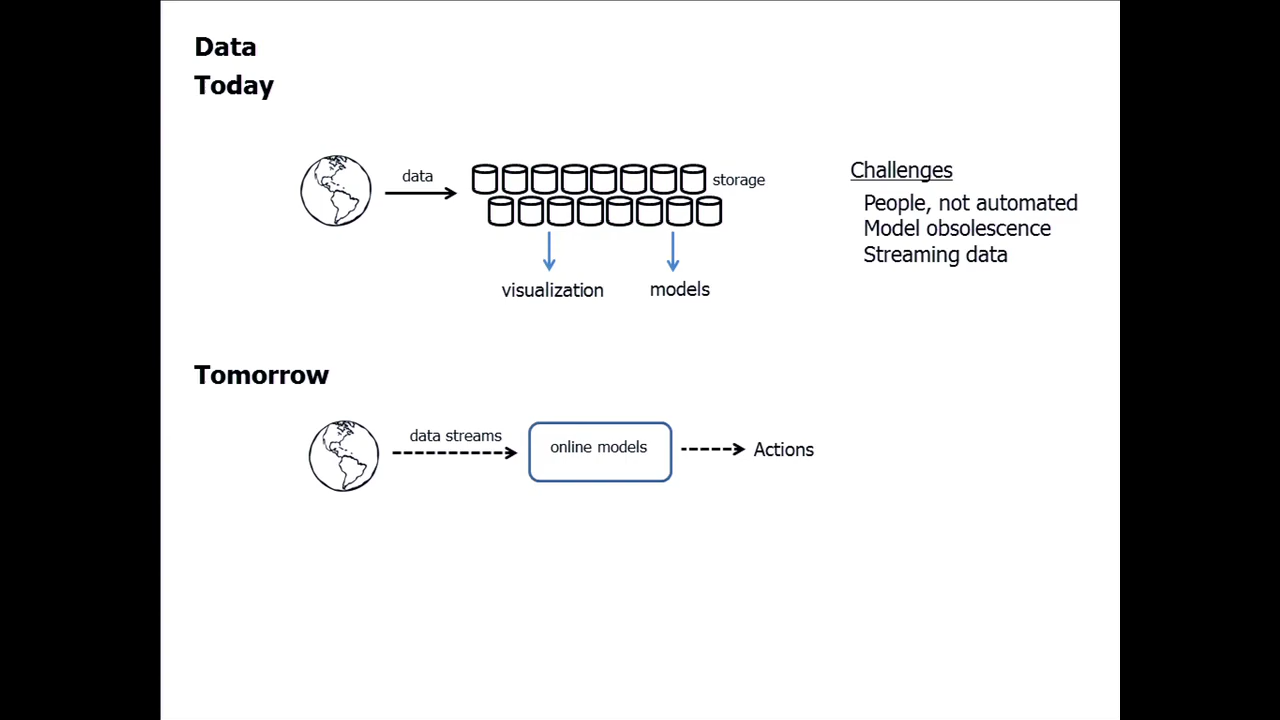 Data
Today
data
storage
visualization
models
Challenges
People, not automated
Model obsolescence
Streaming data
Tomorrow
data streams
online models
Actions